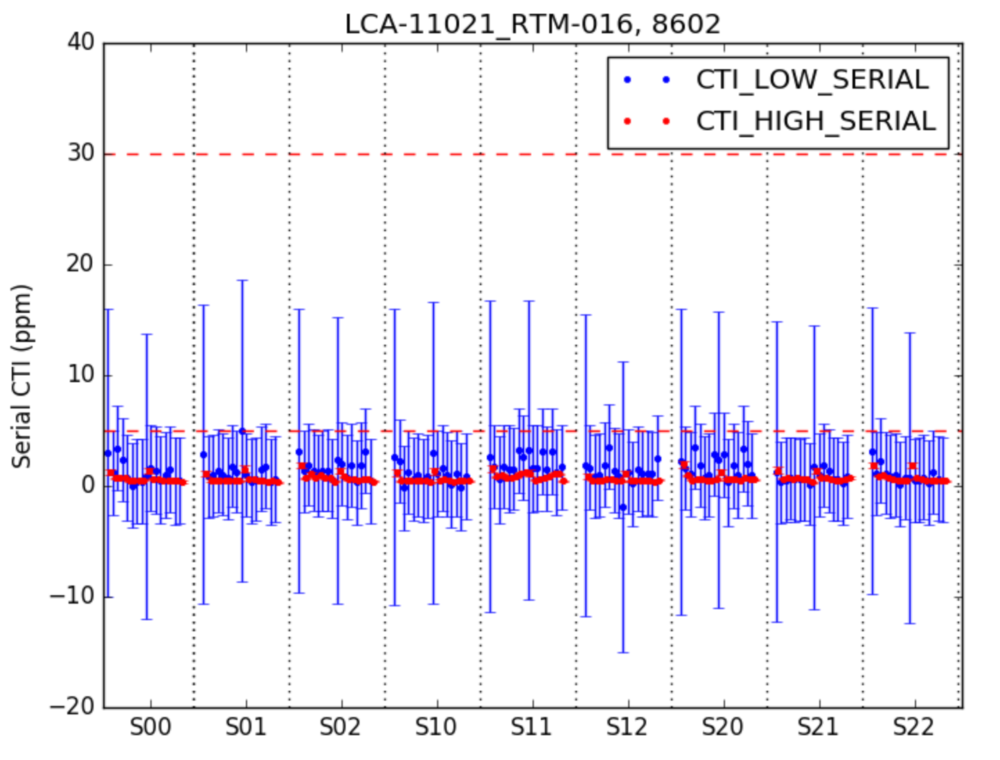 LCA-11021_RTM-016, 8602
40
30
20
10
0
−10
−20
Serial CTI (ppm)
CTI_LOW_SERIAL
CTI_HIGH_SERIAL
S00 S01 S02 S10 S11 S12 S20 S21 S22